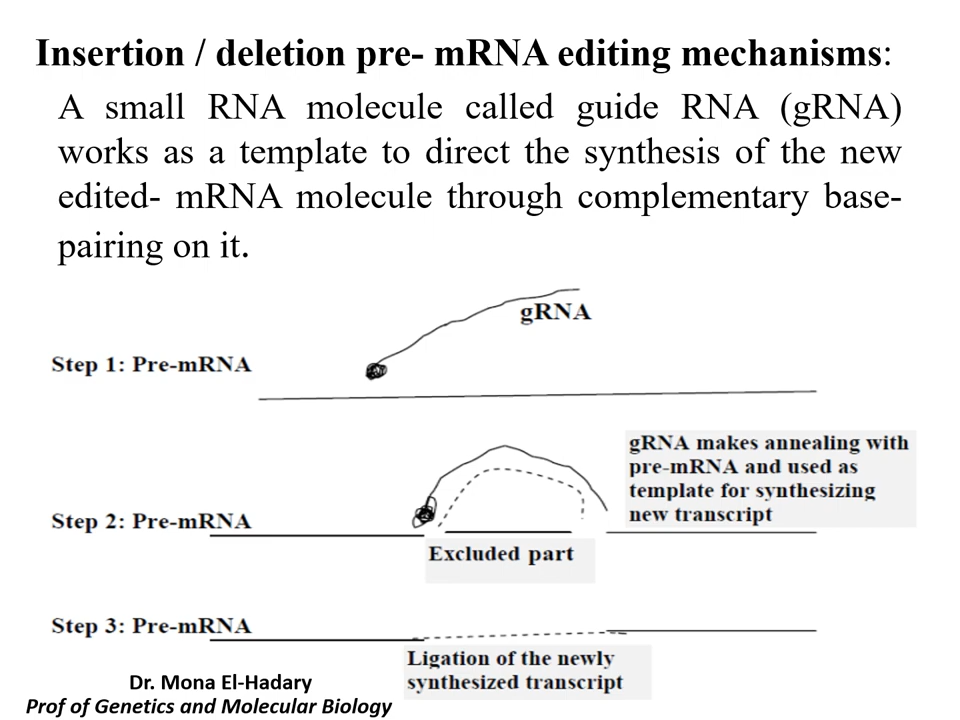 Insertion / deletion pre- mRNA editing mechanisms:
A small RNA molecule called guide RNA (gRNA)
works as a template to direct the synthesis of the new
edited- mRNA molecule through complementary base-
pairing on it.
gRNA
Step 1: Pre-mRNA
gRNA makes annealing with
pre-mRNA and used as
template for synthesizing
new transcript
Step 2: Pre-mRNA
Excluded part
Step 3: Pre-mRNA
Ligation of the newly
synthesized transcript
Dr. Mona El-Hadary
Prof of Genetics and Molecular Biology